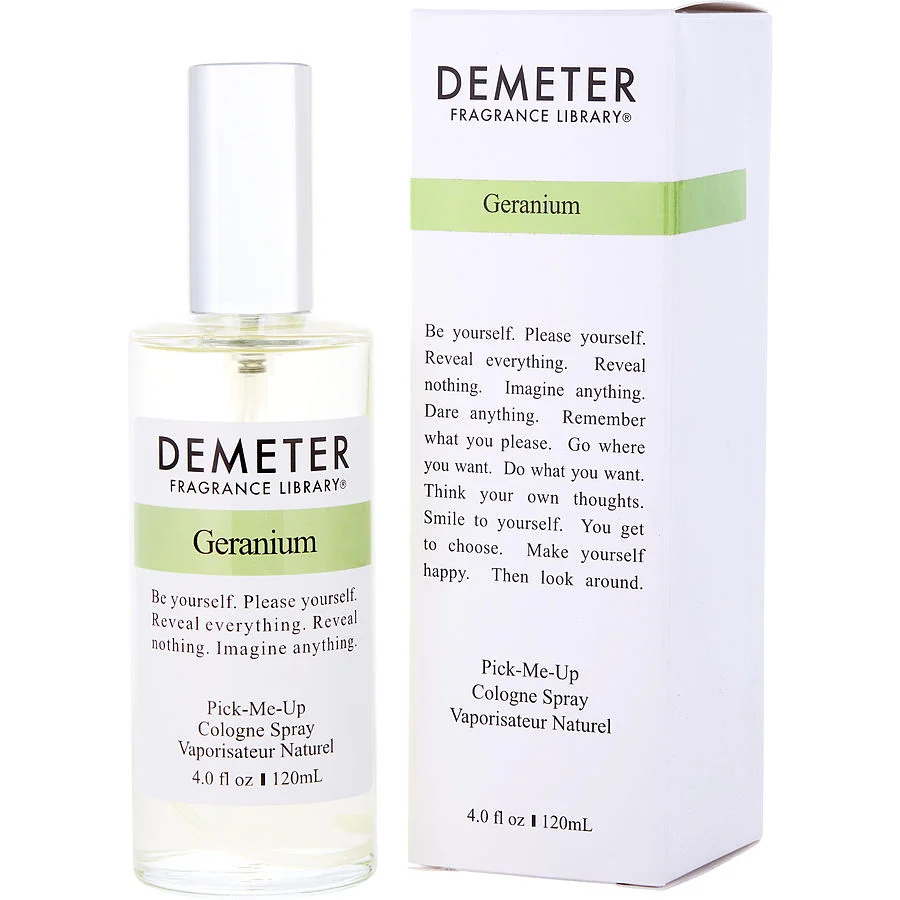 DEMETER
FRAGRANCE LIBRARY®
Geranium
Be yourself. Please yourself.
Reveal everything. Reveal
nothing. Imagine anything.
Pick-Me-Up
Cologne Spray
Vaporisateur Naturel
4.0 fl oz ❙ 120mL
DEMETER
FRAGRANCE LIBRARY®
Geranium
Be yourself. Please yourself.
Reveal everything. Reveal
nothing. Imagine anything.
Dare anything. Remember
what you please. Go where
you want. Do what you want.
Think your own thoughts.
Smile to yourself. You get
to choose. Make yourself
happy. Then look around.
Pick-Me-Up
Cologne Spray
Vaporisateur Naturel
4.0 fl oz ❙ 120mL